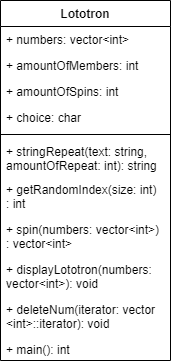 Lototron
+ numbers: vector<int>
+ amountOfMembers: int
+ amountOfSpins: int
+ choice: char
+ stringRepeat(text: string,
amountOfRepeat: int): string
+ getRandomIndex(size: int)
: int
+ spin(numbers: vector<int>)
: vector<int>
+ displayLototron(numbers:
vector<int>): void
+ deleteNum(iterator: vector
<int>::iterator): void
+ main(): int